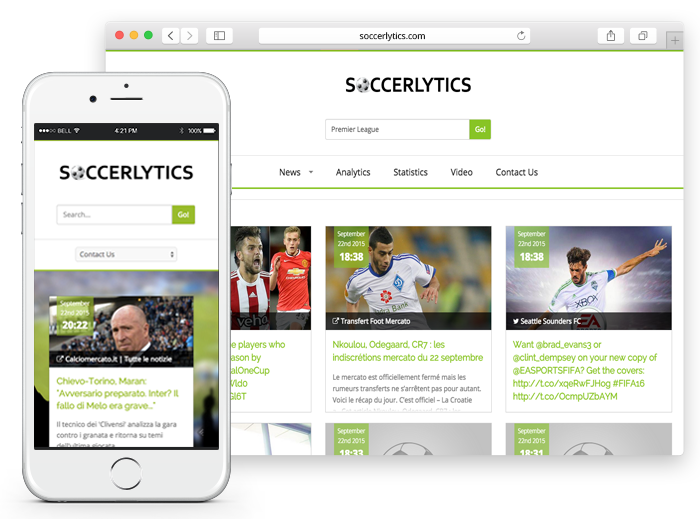 soccerlytics.com
SOCCERLYTICS
Premier League
Go!
News
Analytics
Statistics
Video
Contact Us
e players who
ason by
alOneCup
September
22nd 2015
18:38
Transfert Foot Mercato
Nkoulou, Odegaard, CR7 : les
indiscrétions mercato du 22 septembre
Le mercato est officiellement fermé mais les
rumeurs transferts ne s'arrêtent pas pour autant.
Voici le récap du jour. C'est officiel – La Croatie
September
22nd 2015
18:38
XBOX
EA
Seattle Sounders FC
Want @brad_evans3 or
@clint_dempsey on your new copy of
@EASPORTSFIFA? Get the covers:
http://t.co/xqeRwFJHog #FIFA16
http://t.co/OcmpUZbAYM
September
22nd 2015
18:33
September
22nd 2015
18:31
BELL
4:21 PM
100%
SOCCERLYTICS
Search...
Go!
Contact Us
September
22nd 2015
20:22
Calciomercato.it | Tutte le notizie
Chievo-Torino, Maran:
"Avversario preparato. Inter? Il
fallo di Melo era grave..."
Il tecnico dei 'Clivensi' analizza la gara
contro i granata e ritorna su temi
dell'ultima giornata